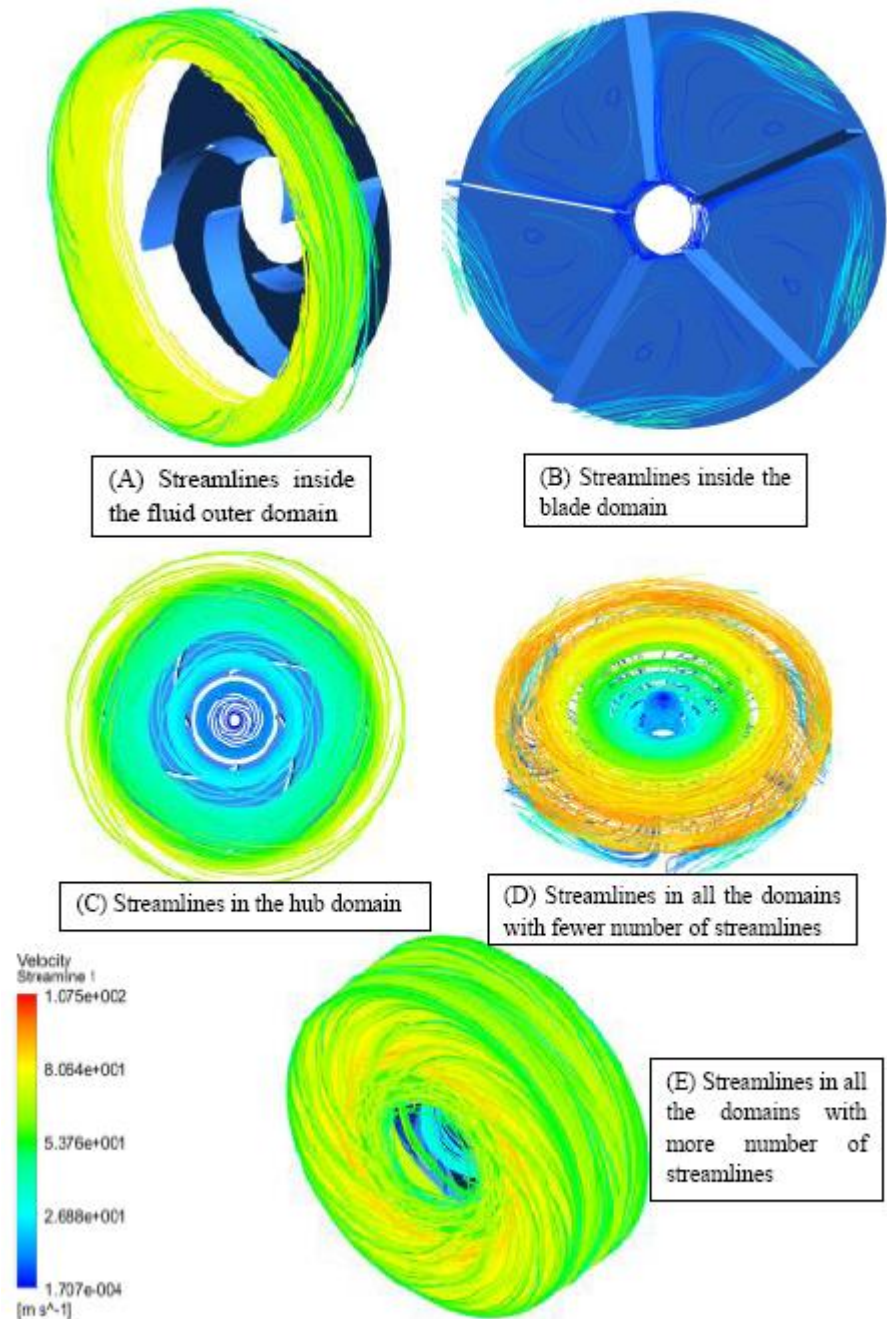 (A) Streamlines inside
the fluid outer domain
(B) Streamlines inside the
blade domain
(C) Streamlines in the hub domain
(D) Streamlines in all the domains
with fewer number of streamlines
Velocity
Streamline 1
1.075e+002
8.064e+001
5.376e+001
2.688e+001
1.707e-004
[m s^-1]
(E) Streamlines in all
the domains with
more number of
streamlines